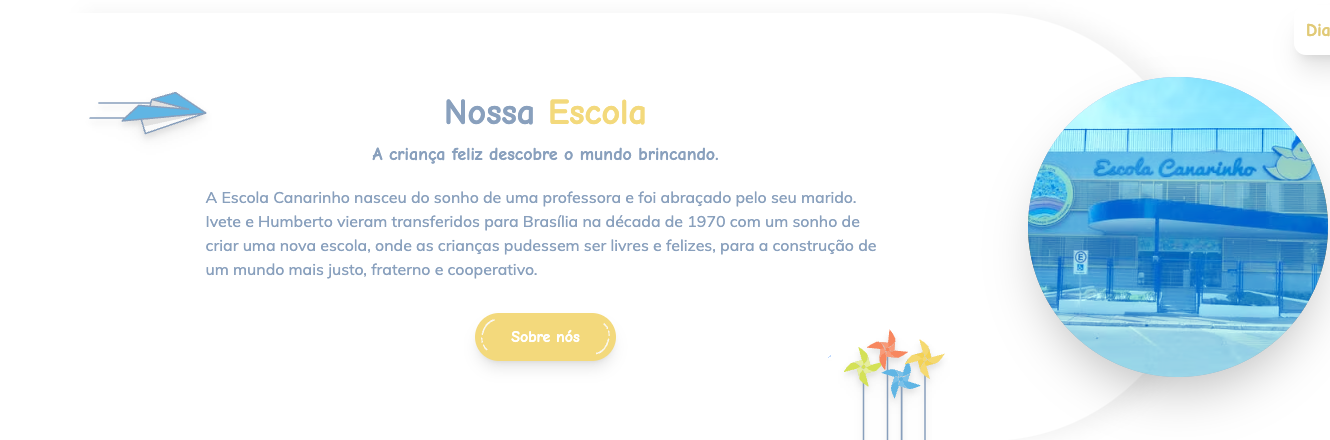 Dia
Nossa Escola
A criança feliz descobre o mundo brincando.
A Escola Canarinho nasceu do sonho de uma professora e foi abraçado pelo seu marido.
Ivete e Humberto vieram transferidos para Brasília na década de 1970 com um sonho de
criar uma nova escola, onde as crianças pudessem ser livres e felizes, para a construção de
um mundo mais justo, fraterno e cooperativo.
Sobre nós
Escola Canarinho
E